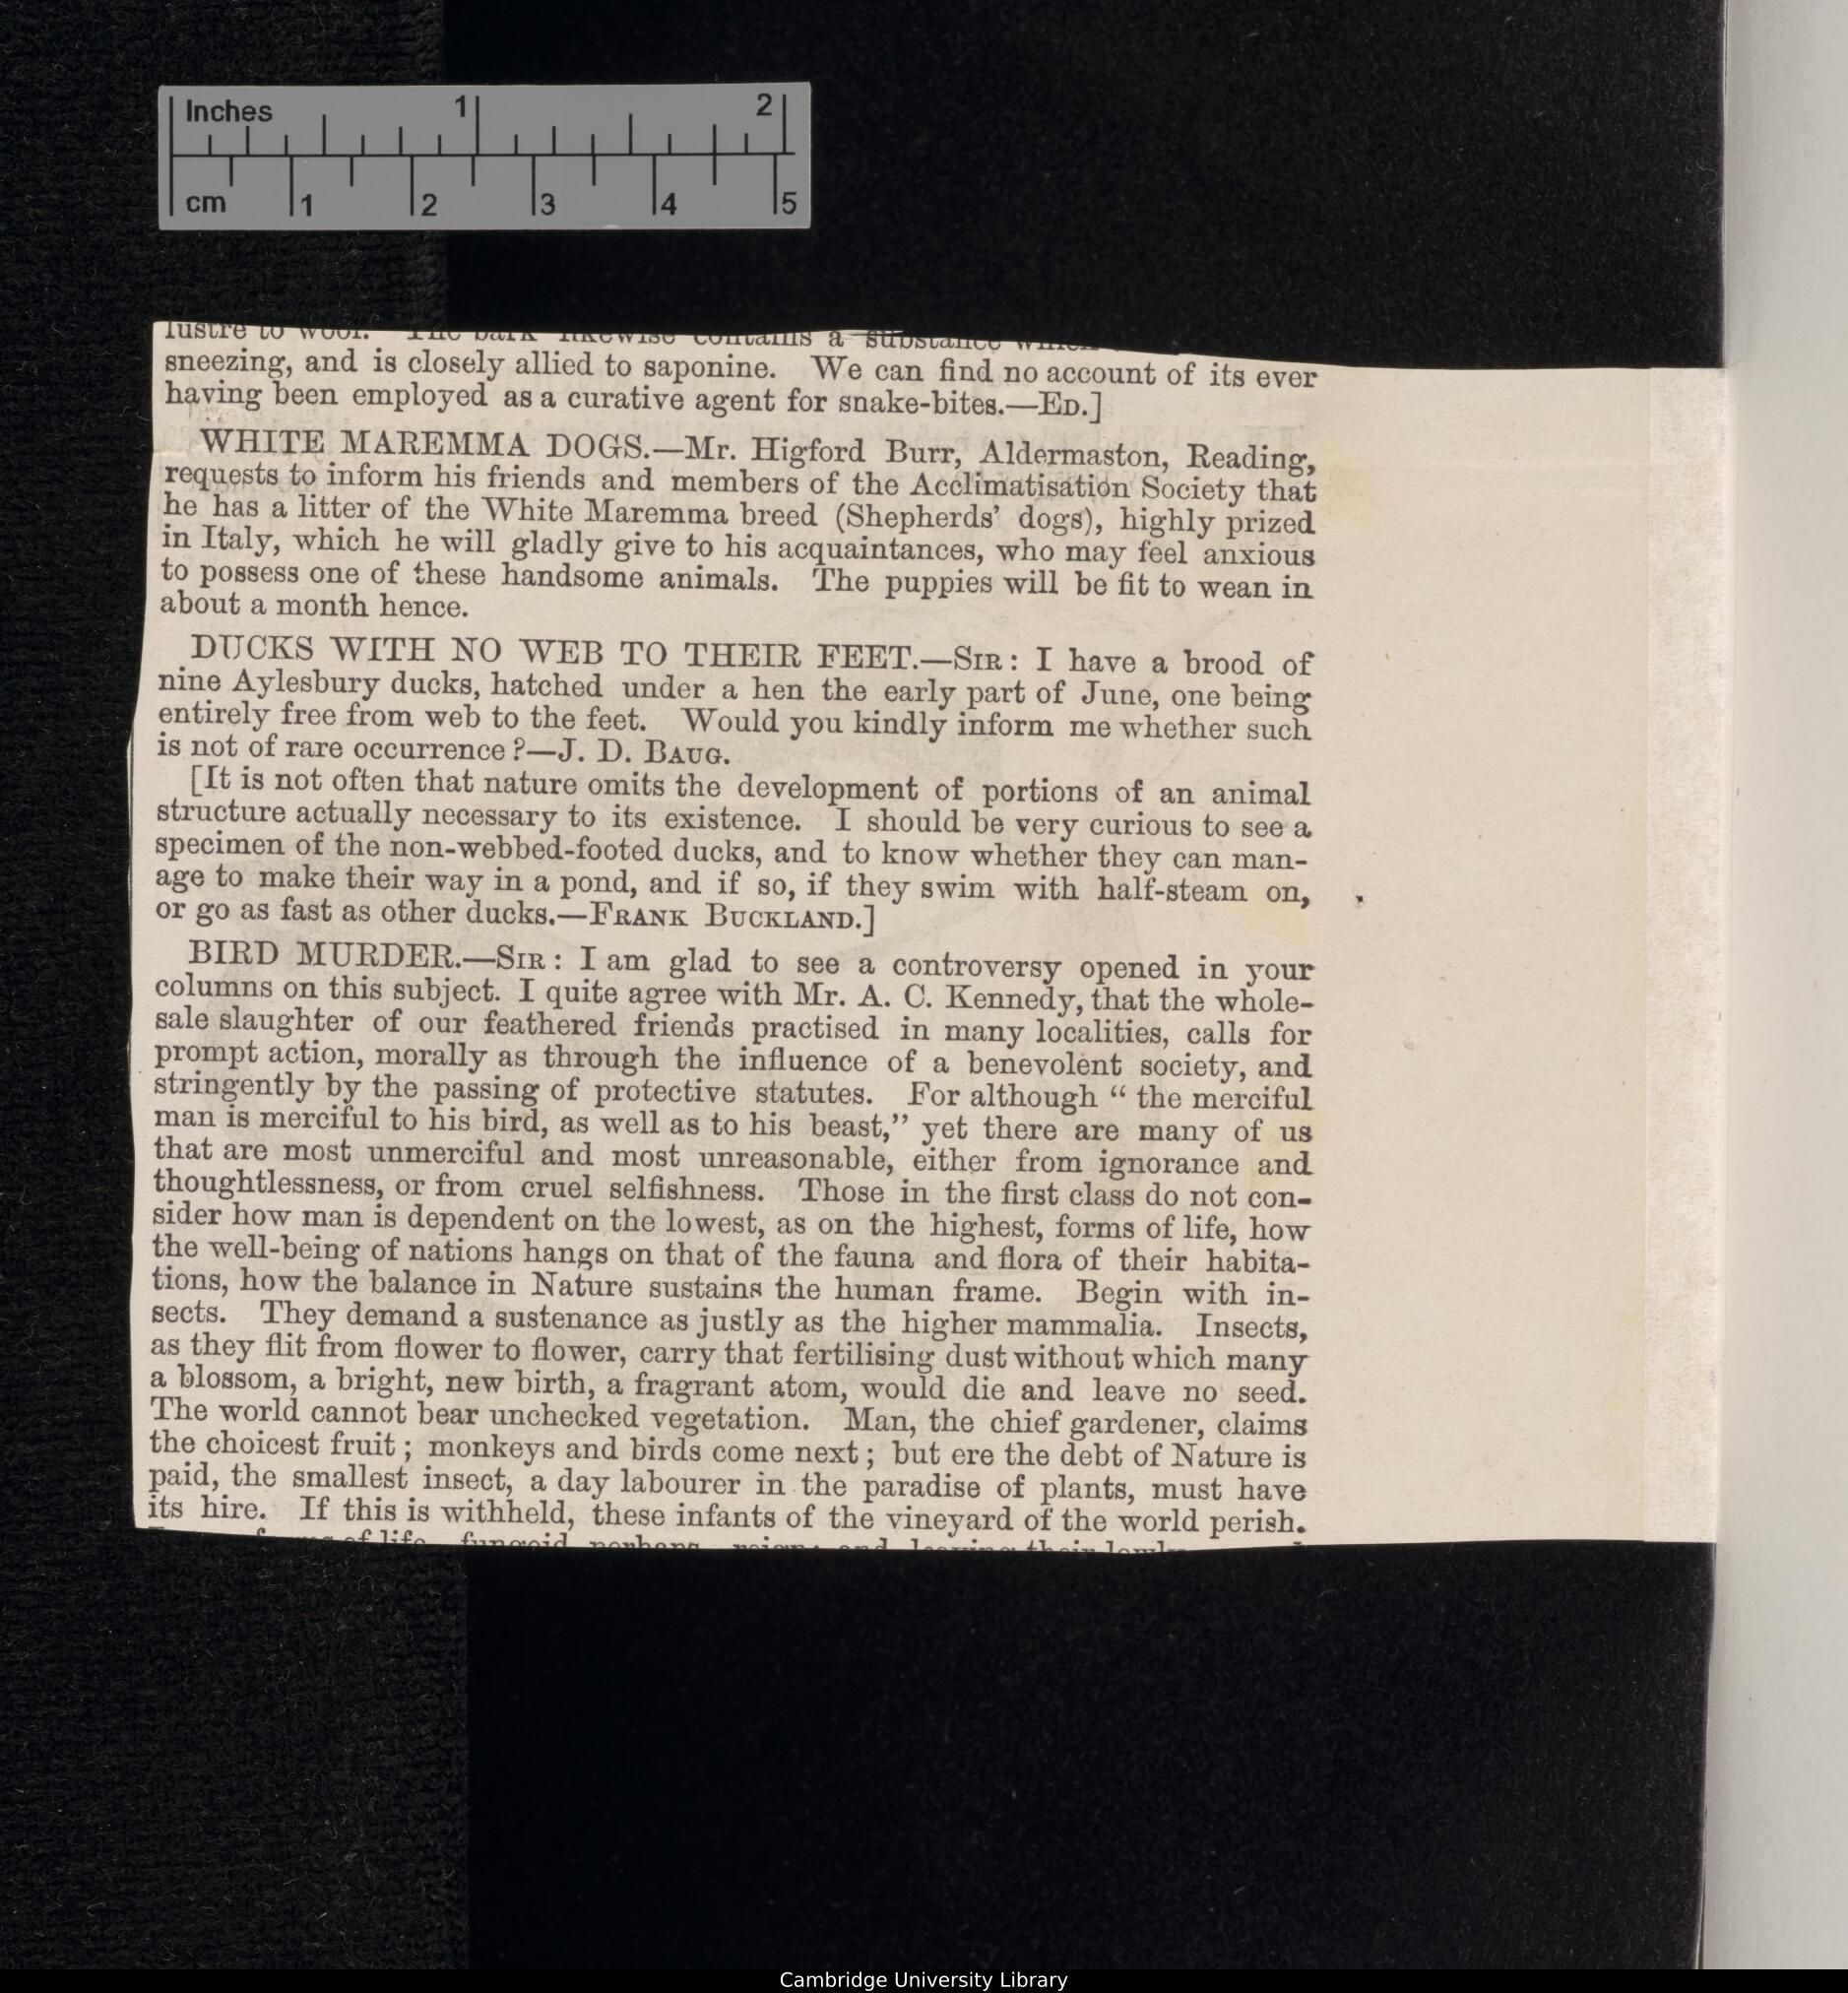 Inches 1 2
cm 1 2 3 4 5
lustre to wool. The bark likewise contains a substance which
sneezing, and is closely allied to saponine. We can find no account of its ever
having been employed as a curative agent for snake-bites.—ED.]
WHITE MAREMMA DOGS.—Mr. Higford Burr, Aldermaston, Reading,
requests to inform his friends and members of the Acclimatisation Society that
he has a litter of the White Maremma breed (Shepherds' dogs), highly prized
in Italy, which he will gladly give to his acquaintances, who may feel anxious
to possess one of these handsome animals. The puppies will be fit to wean in
about a month hence.
DUCKS WITH NO WEB TO THEIR FEET.—SIR: I have a brood of
nine Aylesbury ducks, hatched under a hen the early part of June, one being
entirely free from web to the feet. Would you kindly inform me whether such
is not of rare occurrence?—J. D. BAUG.
[It is not often that nature omits the development of portions of an animal
structure actually necessary to its existence. I should be very curious to see a
specimen of the non-webbed-footed ducks, and to know whether they can man-
age to make their way in a pond, and if so, if they swim with half-steam on,
or go as fast as other ducks.—FRANK BUCKLAND.]
BIRD MURDER.—SIR: I am glad to see a controversy opened in your
columns on this subject. I quite agree with Mr. A. C. Kennedy, that the whole-
sale slaughter of our feathered friends practised in many localities, calls for
prompt action, morally as through the influence of a benevolent society, and
stringently by the passing of protective statutes. For although "the merciful
man is merciful to his bird, as well as to his beast," yet there are many of us
that are most unmerciful and most unreasonable, either from ignorance and
thoughtlessness, or from cruel selfishness. Those in the first class do not con-
sider how man is dependent on the lowest, as on the highest, forms of life, how
the well-being of nations hangs on that of the fauna and flora of their habita-
tions, how the balance in Nature sustains the human frame. Begin with in-
sects. They demand a sustenance as justly as the higher mammalia. Insects,
as they flit from flower to flower, carry that fertilising dust without which many
a blossom, a bright, new birth, a fragrant atom, would die and leave no seed.
The world cannot bear unchecked vegetation. Man, the chief gardener, claims
the choicest fruit; monkeys and birds come next; but ere the debt of Nature is
paid, the smallest insect, a day labourer in the paradise of plants, must have
its hire. If this is withheld, these infants of the vineyard of the world perish.
of life, fungoid perhaps, reign; and leaving their lowly
Cambridge University Library